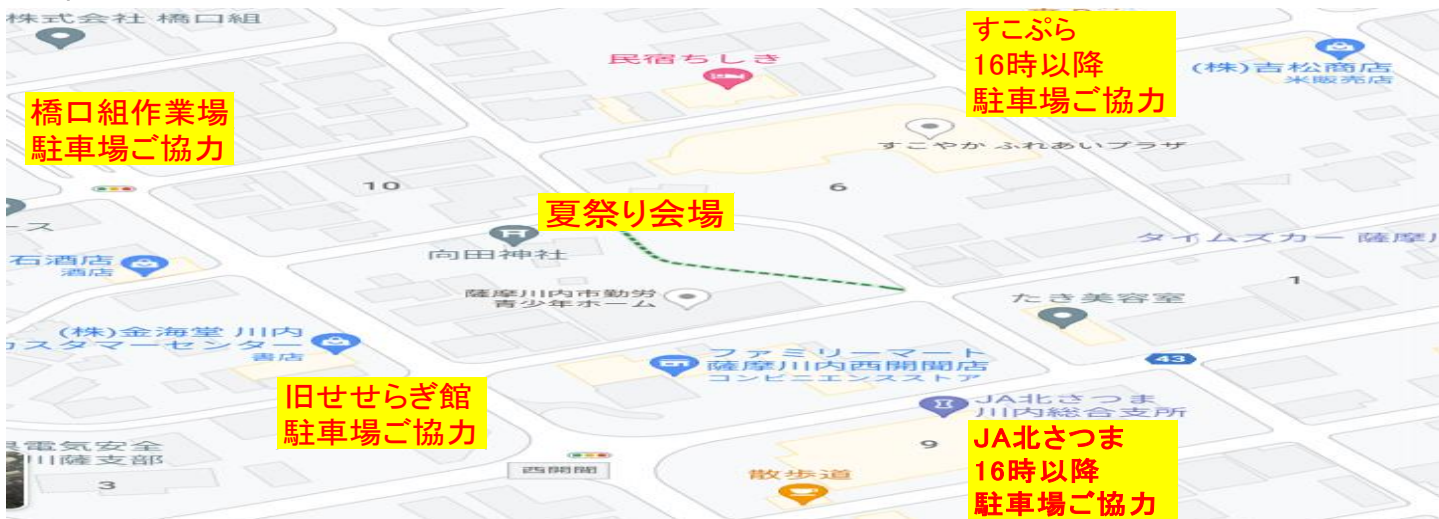 株式会社 橋口組
民宿ちしき
すこぷら
16時以降
駐車場ご協力
(株)吉松商店
米販売店
橋口組作業場
駐車場ご協力
すこやか ふれあいプラザ
10
6
夏祭り会場
ース
向田神社
タイムズカー 薩摩川
石酒店
酒店
薩摩川内市勤労
青少年ホーム
1
たき美容室
(株)金海堂 川内
カスタマーセンター
書店
ファミリーマート
薩摩川内西開聞店
コンビニエンスストア
43
旧せせらぎ館
駐車場ご協力
JA北さつま
川内総合支所
電気安全
川薩支部
3
西開聞
散歩道
9
JA北さつま
16時以降
駐車場ご協力